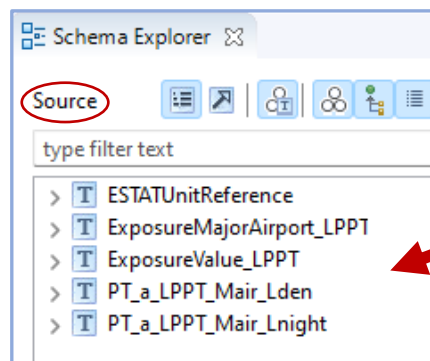 Schema Explorer
Source
type filter text
ESTATUnitReference
ExposureMajorAirport_LPPT
ExposureValue_LPPT
PT_a_LPPT_Mair_Lden
PT_a_LPPT_Mair_Lnight